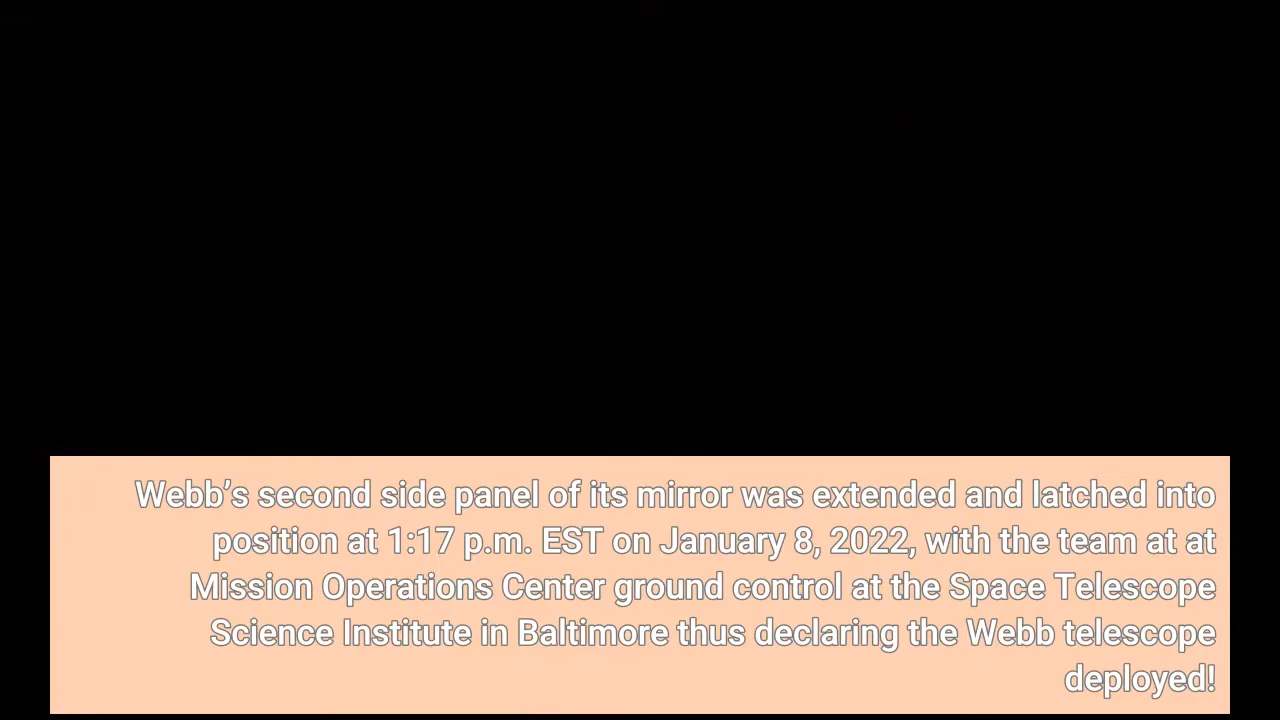 Webb’s second side panel of its mirror was extended and latched into
position at 1:17 p.m. EST on January 8, 2022, with the team at at
Mission Operations Center ground control at the Space Telescope
Science Institute in Baltimore thus declaring the Webb telescope
deployed!